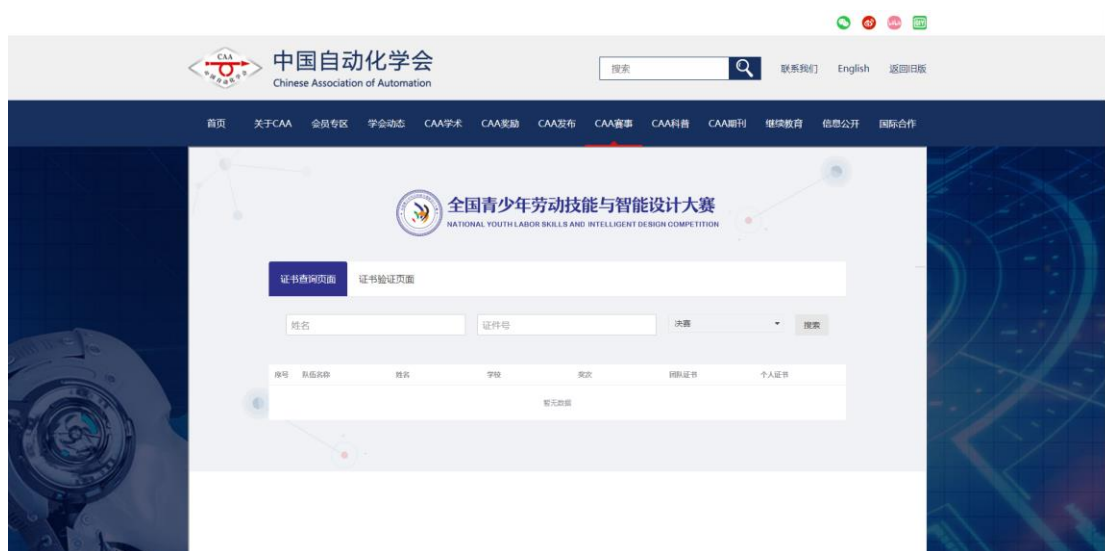 中国自动化学会
Chinese Association of Automation
搜索
联系我们 English 返回旧版
首页 关于CAA 会员专区 学会动态 CAA学术 CAA奖励 CAA发布 CAA赛事 CAA科普 CAA期刊 继续教育 信息公开 国际合作
全国青少年劳动技能与智能设计大赛
NATIONAL YOUTH LABOR SKILLS AND INTELLIGENT DESIGN COMPETITION
证书查询页面 证书验证页面
姓名 证件号 决赛 搜索
序号 队伍名称 姓名 学校 奖次 团队证书 个人证书
暂无数据